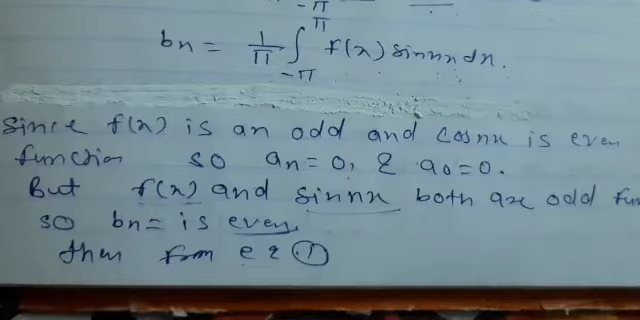 -π
π
bn = 1/π ∫ f(x) sinnx dx.
-π
Since f(x) is an odd and cosnx is even
function so an=0, & a0=0.
But f(x) and sinnx both are odd fun
so bn= is even.
then from eq ①